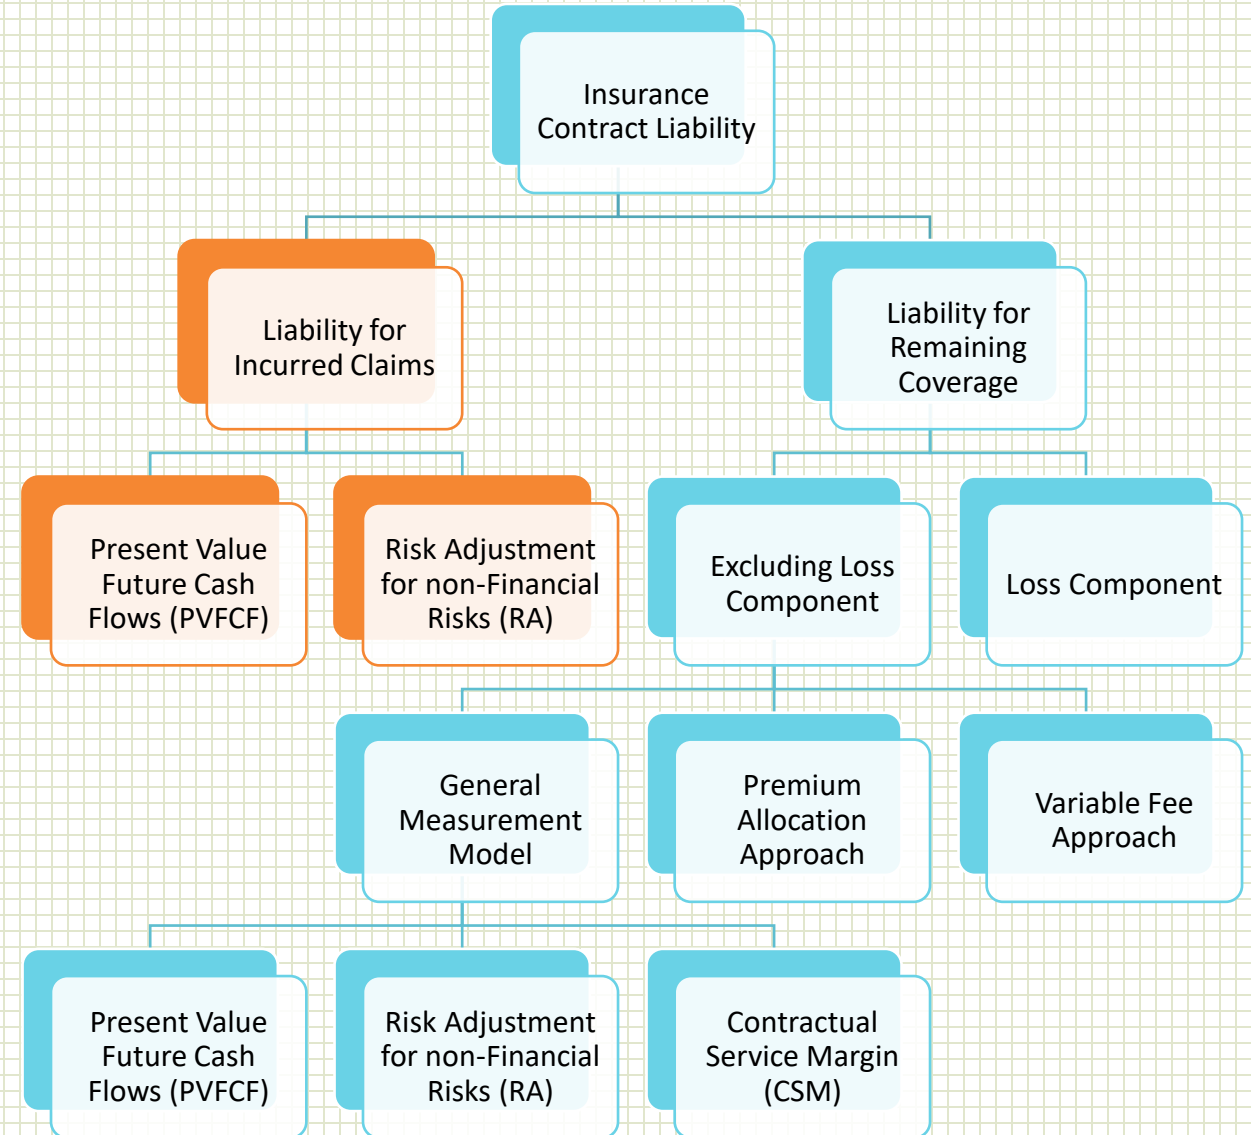 Insurance
Contract Liability
Liability for
Incurred Claims
Liability for
Remaining
Coverage
Present Value
Future Cash
Flows (PVFCF)
Risk Adjustment
for non-Financial
Risks (RA)
Excluding Loss
Component
Loss Component
General
Measurement
Model
Premium
Allocation
Approach
Variable Fee
Approach
Present Value
Future Cash
Flows (PVFCF)
Risk Adjustment
for non-Financial
Risks (RA)
Contractual
Service Margin
(CSM)